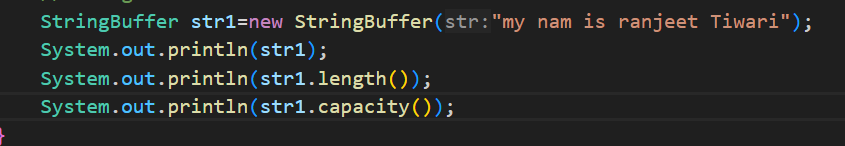 StringBuffer str1=new StringBuffer(str:"my nam is ranjeet Tiwari");
System.out.println(str1);
System.out.println(str1.length());
System.out.println(str1.capacity());
}